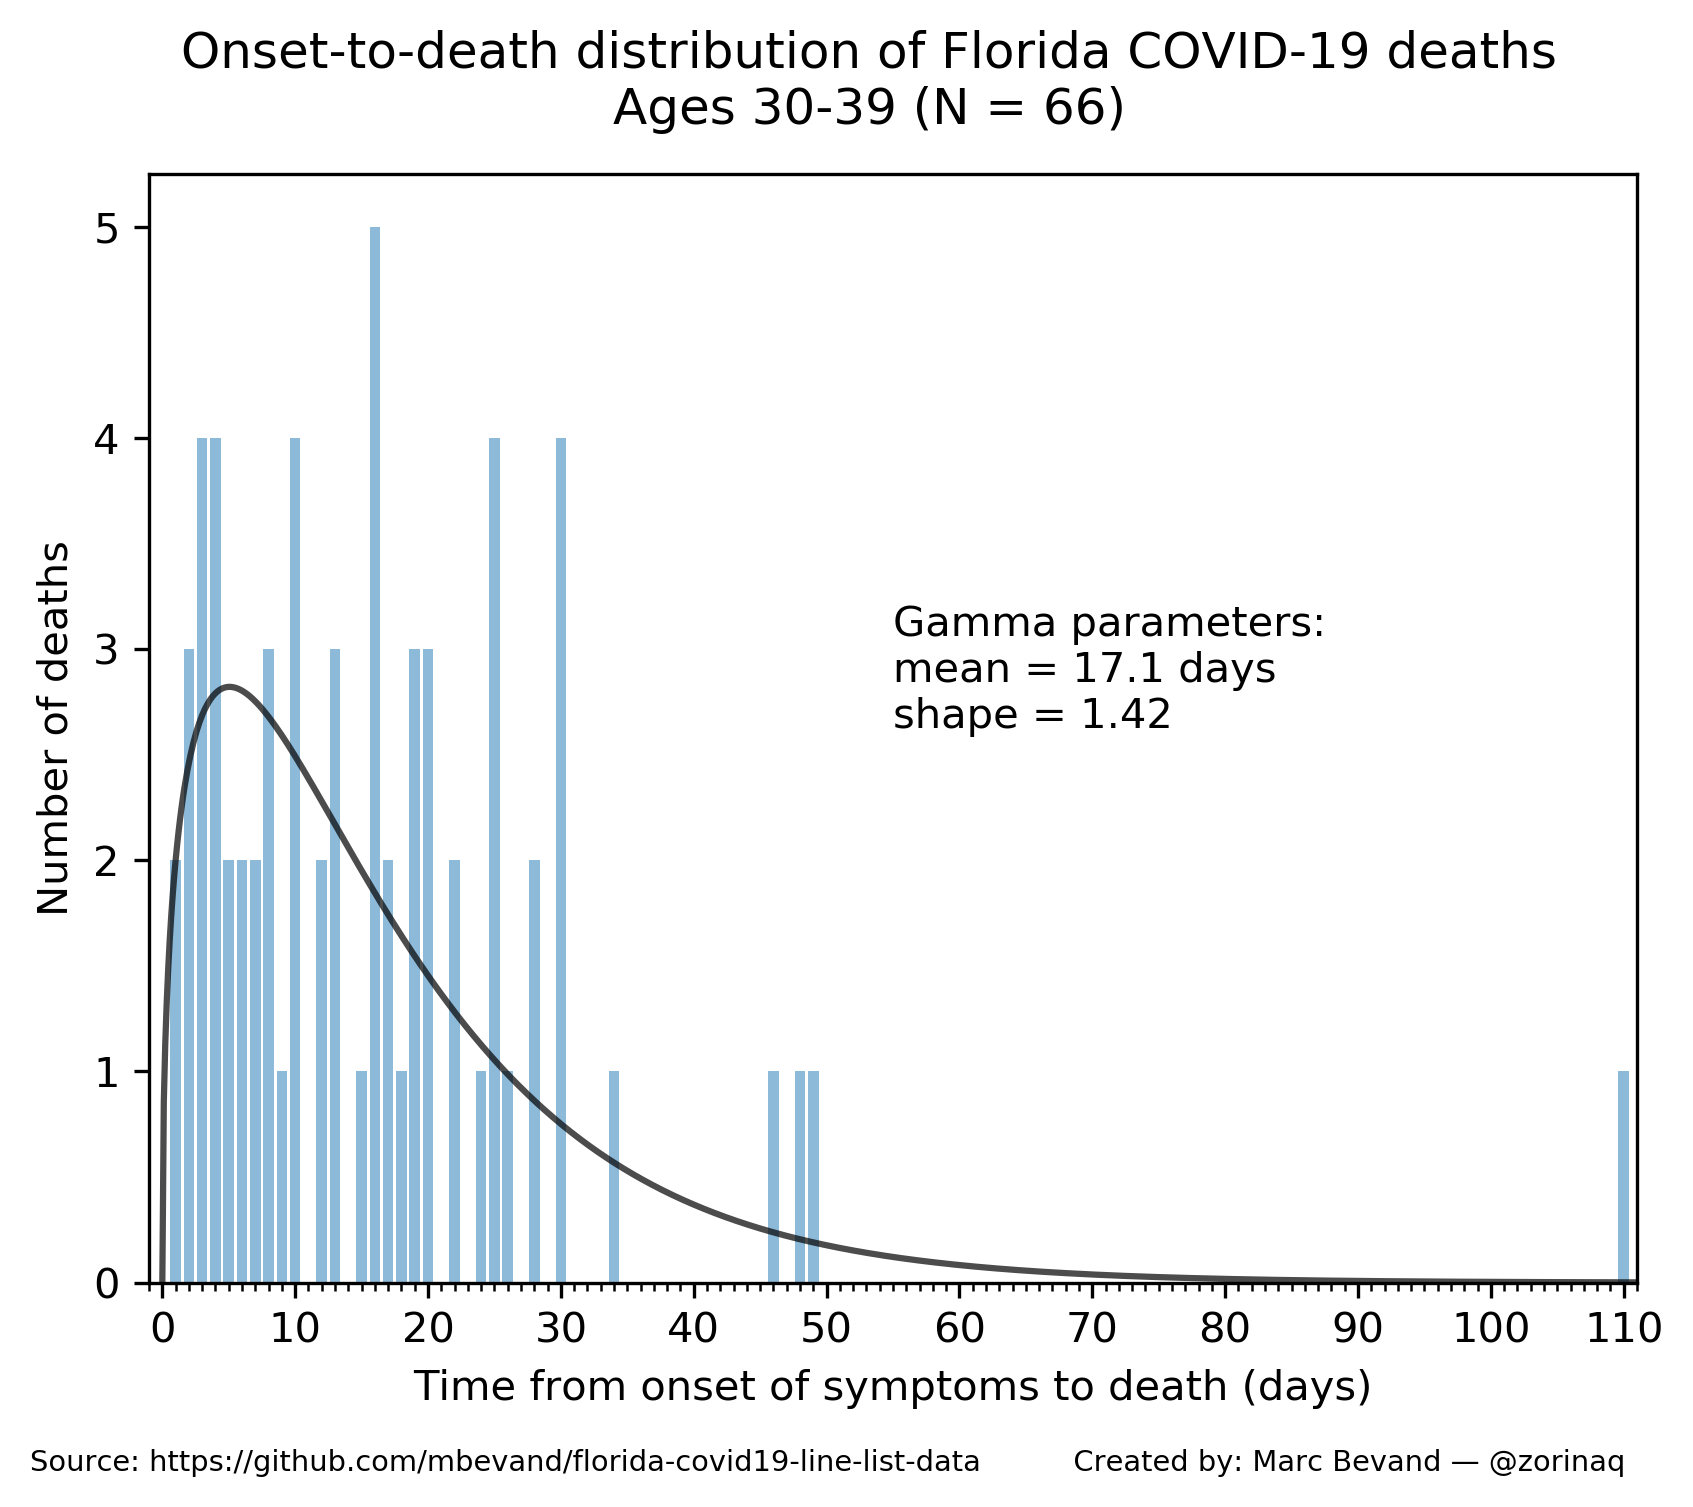 Onset-to-death distribution of Florida COVID-19 deaths
Ages 30-39 (N = 66)
Number of deaths
5
4
3
2
1
0
Gamma parameters:
mean = 17.1 days
shape = 1.42
0 10 20 30 40 50 60 70 80 90 100 110
Time from onset of symptoms to death (days)
Source: https://github.com/mbevand/florida-covid19-line-list-data
Created by: Marc Bevand — @zorinaq